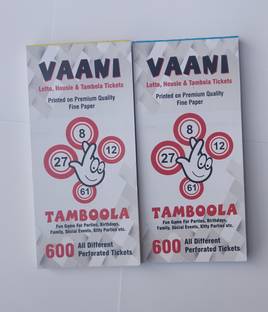 VAANI
Lotto, Housie & Tambola Tickets
Printed on Premium Quality
Fine Paper
8
27
12
61
TAMBOOLA
Fun Game For Parties, Birthdays,
Family, Social Events, Kitty Parties etc.
600 All Different
Perforated Tickets
VAANI
Lotto, Housie & Tambola Tickets
Printed on Premium Quality
Fine Paper
8
27
12
61
TAMBOOLA
Fun Game For Parties, Birthdays,
Family, Social Events, Kitty Parties etc.
600 All Different
Perforated Tickets